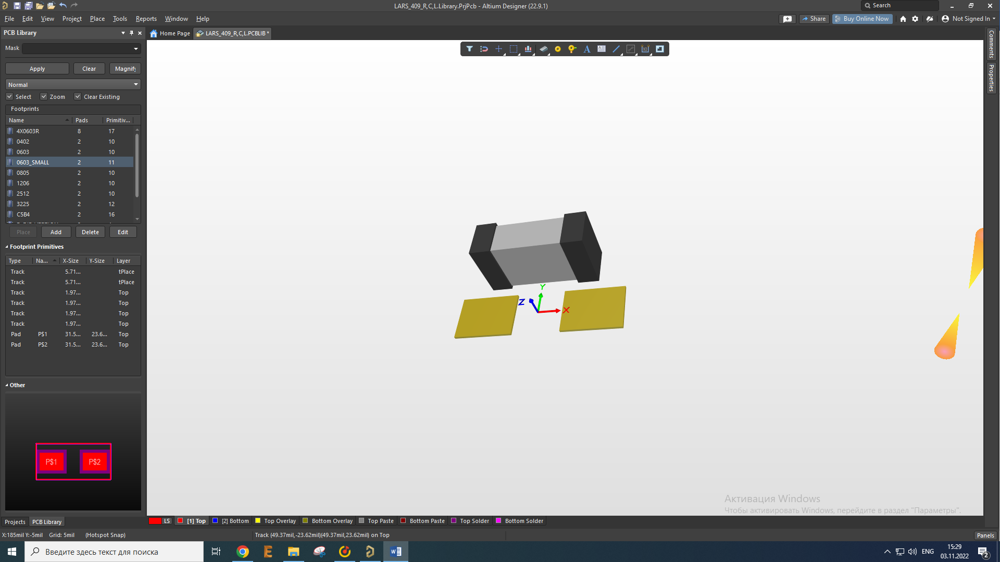 LARS_409_R,C,L.Library.PrjPcb - Altium Designer (22.9.1)
Search
File Edit View Project Place Tools Reports Window Help
Share
Buy Online Now
Not Signed In
PCB Library
Home Page
LARS_409_R,C,L.PCBLIB *
Comments
Properties
Mask
Apply Clear Magnify
Normal
Select Zoom Clear Existing
Footprints
Name Pads Primitiv...
4X0603R 8 17
0402 2 10
0603 2 10
0603_SMALL 2 11
0805 2 10
1206 2 10
2512 2 10
3225 2 12
C5B4 2 16
Place Add Delete Edit
Footprint Primitives
Type Na... X-Size Y-Size Layer
Track 5.71... tPlace
Track 5.71... tPlace
Track 1.97... Top
Track 1.97... Top
Track 1.97... Top
Track 1.97... Top
Pad P$1 31.5... 23.6... Top
Pad P$2 31.5... 23.6... Top
Other
P$1 P$2
Y
Z
X
Активация Windows
Чтобы активировать Windows, перейдите в раздел "Параметры".
Projects PCB Library
LS [1] Top [2] Bottom Top Overlay Bottom Overlay Top Paste Bottom Paste Top Solder Bottom Solder
X:185mil Y:-5mil Grid: 5mil (Hotspot Snap)
Track (49.37mil,-23.62mil)(49.37mil,23.62mil) on Top
Panels
Введите здесь текст для поиска
ENG
15:29
03.11.2022
2